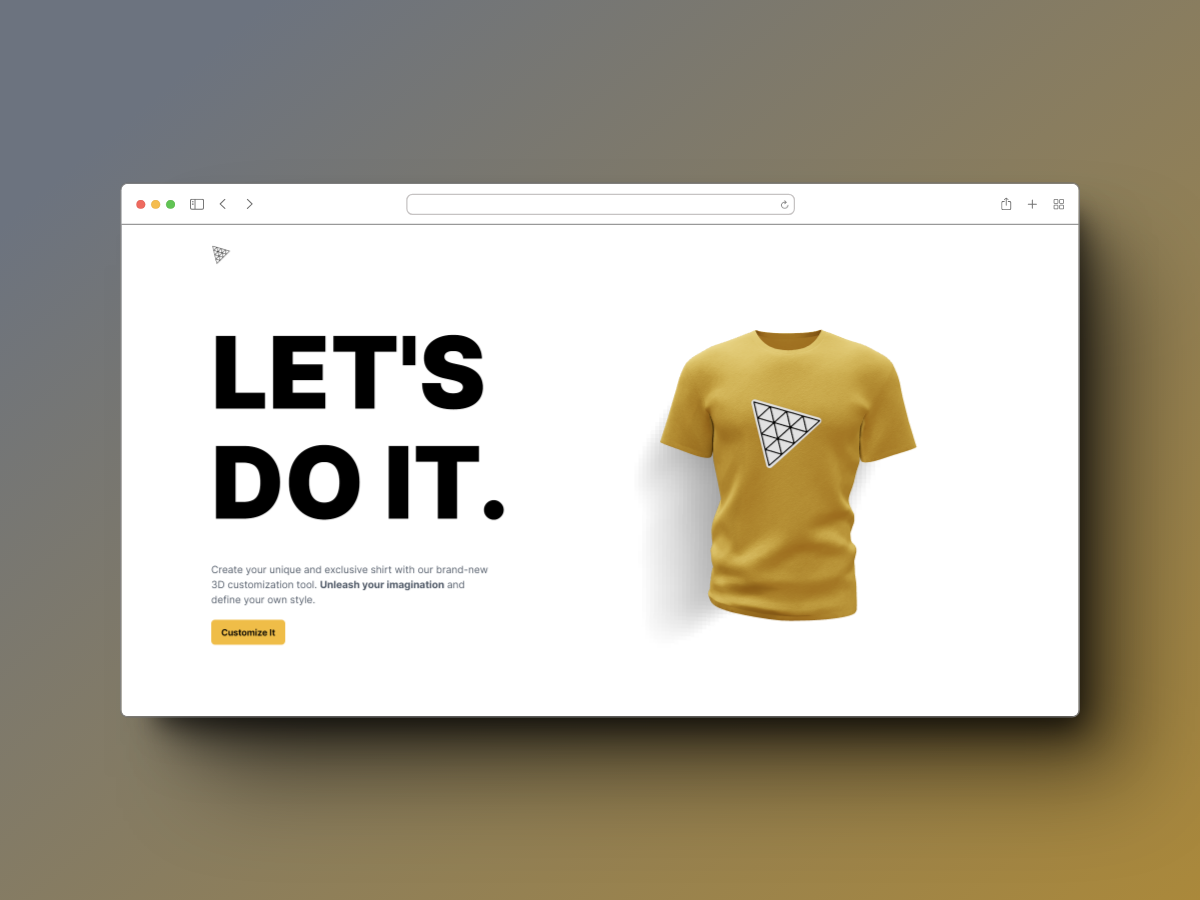 LET'S
DO IT.
Create your unique and exclusive shirt with our brand-new
3D customization tool. Unleash your imagination and
define your own style.
Customize It